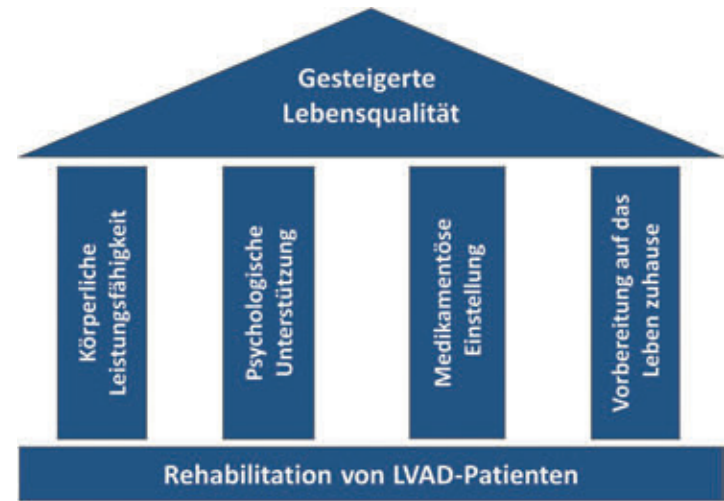 Gesteigerte
Lebensqualität
Körperliche
Leistungsfähigkeit
Psychologische
Unterstützung
Medikamentöse
Einstellung
Vorbereitung auf das
Leben zuhause
Rehabilitation von LVAD-Patienten